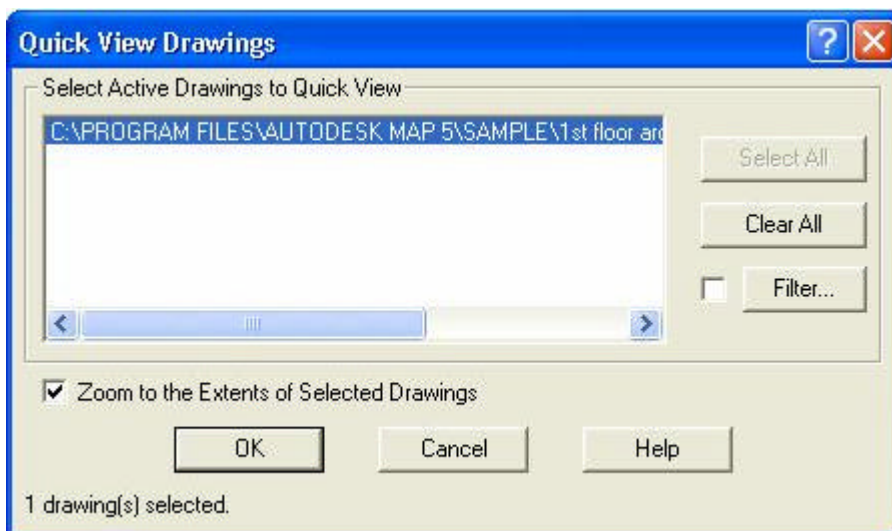 Quick View Drawings
Select Active Drawings to Quick View
C:\PROGRAM FILES\AUTODESK MAP 5\SAMPLE\1st floor arc
Select All
Clear All
Filter...
Zoom to the Extents of Selected Drawings
OK Cancel Help
1 drawing(s) selected.